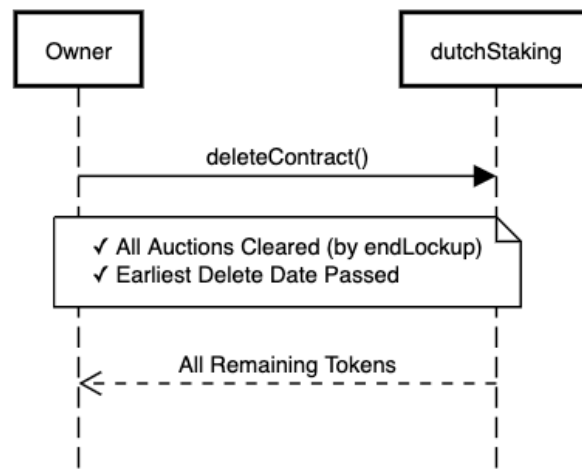 Owner
dutchStaking
deleteContract()
✓ All Auctions Cleared (by endLockup)
✓ Earliest Delete Date Passed
All Remaining Tokens